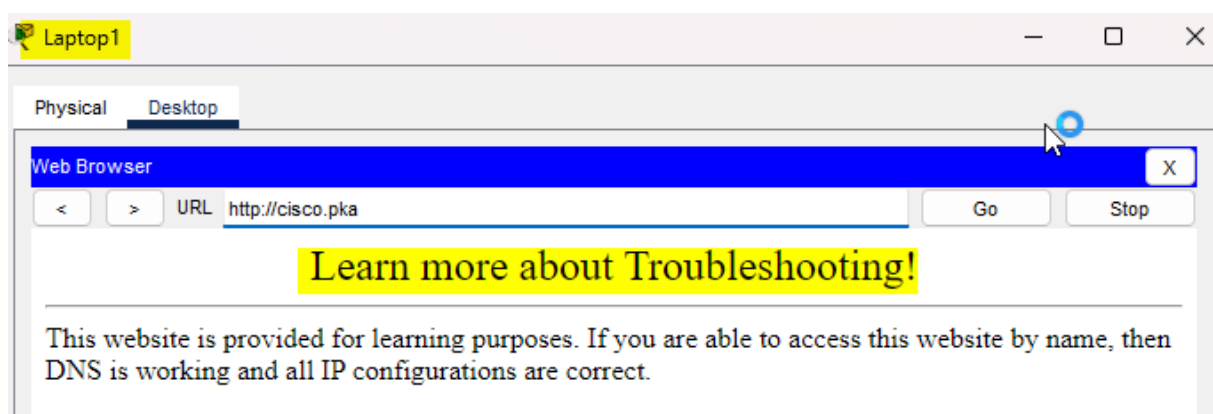 Laptop1
Physical Desktop
Web Browser X
< > URL http://cisco.pka Go Stop
Learn more about Troubleshooting!
This website is provided for learning purposes. If you are able to access this website by name, then
DNS is working and all IP configurations are correct.